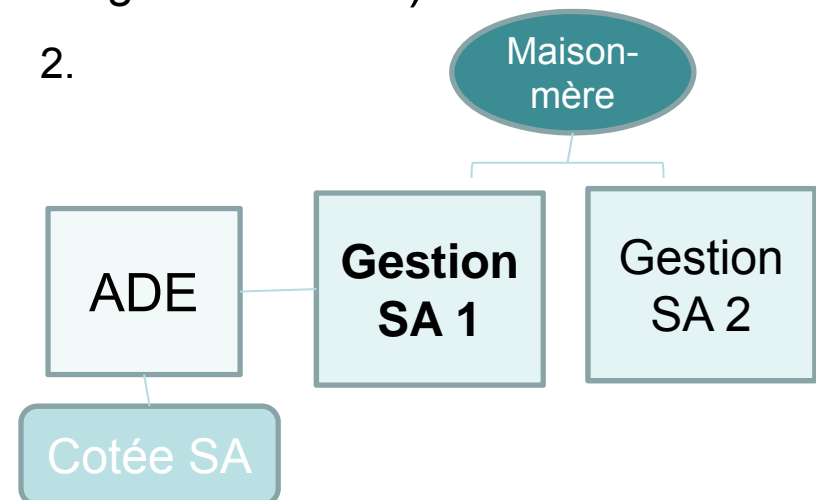 2.
Maison-
mère
ADE
Gestion
SA 1
Gestion
SA 2
Cotée SA